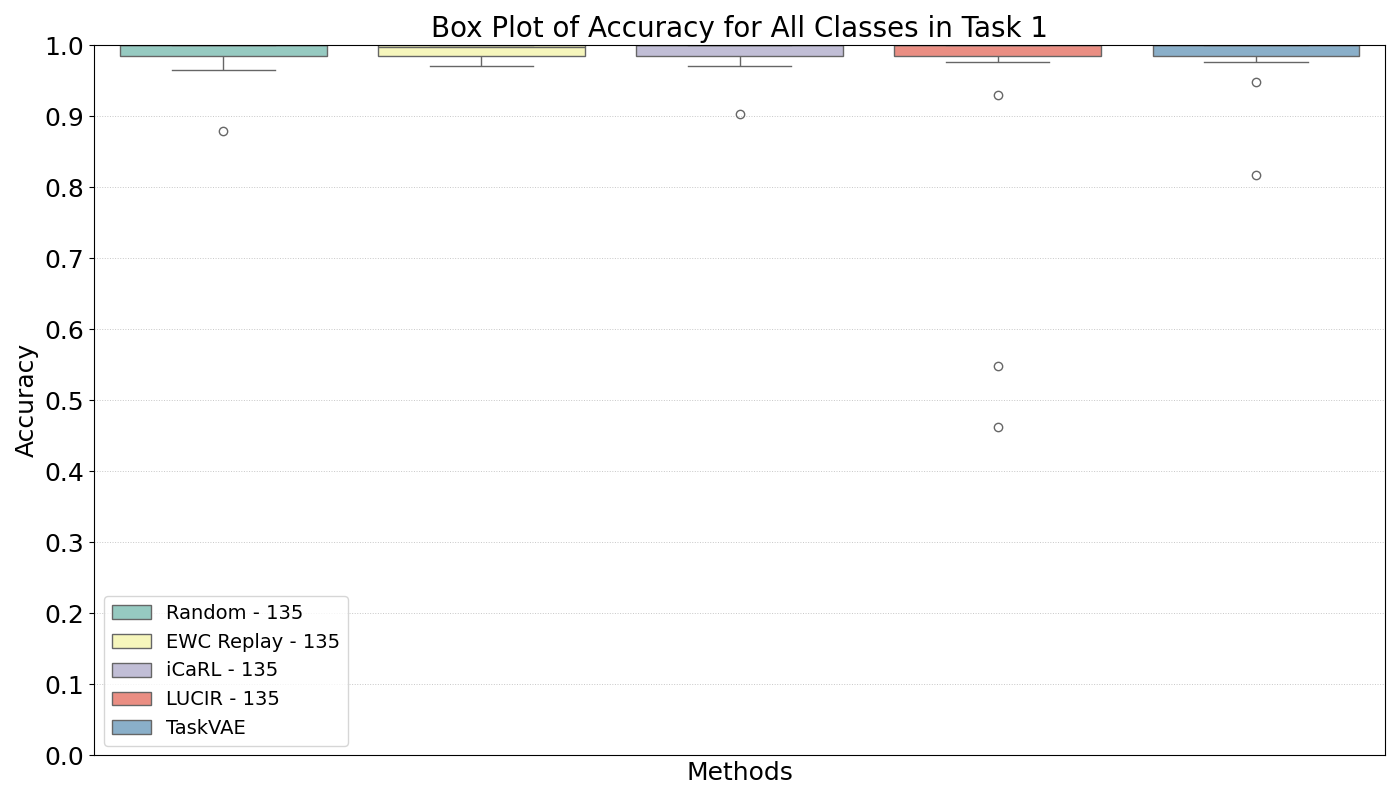 Box Plot of Accuracy for All Classes in Task 1
1.0
0.9
0.8
0.7
0.6
0.5
0.4
0.3
0.2
0.1
0.0
Accuracy
Methods
Random - 135
EWC Replay - 135
iCaRL - 135
LUCIR - 135
TaskVAE